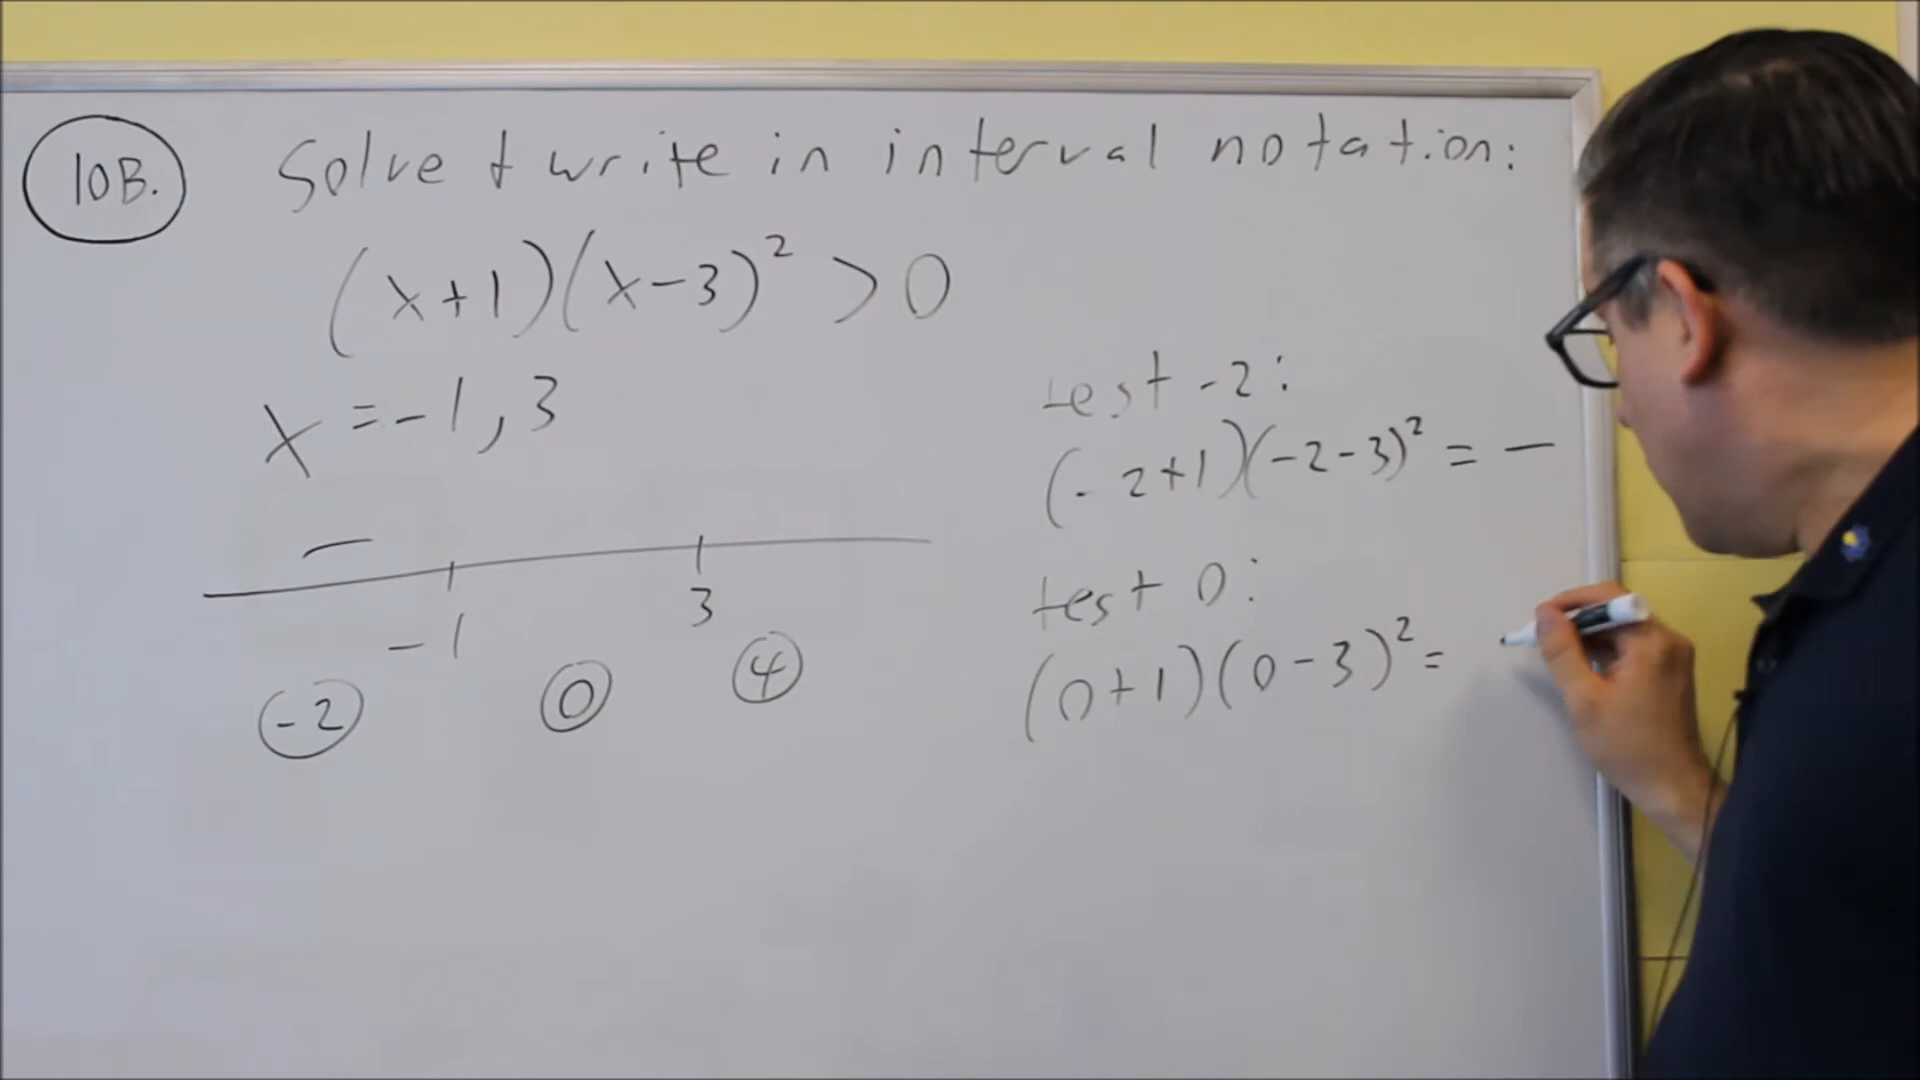 10B. Solve + write in interval notation:
(x+1)(x-3)² > 0
x = -1, 3
—
-1 3
-2 0 4
test -2:
(-2+1)(-2-3)² = —
test 0:
(0+1)(0-3)² =